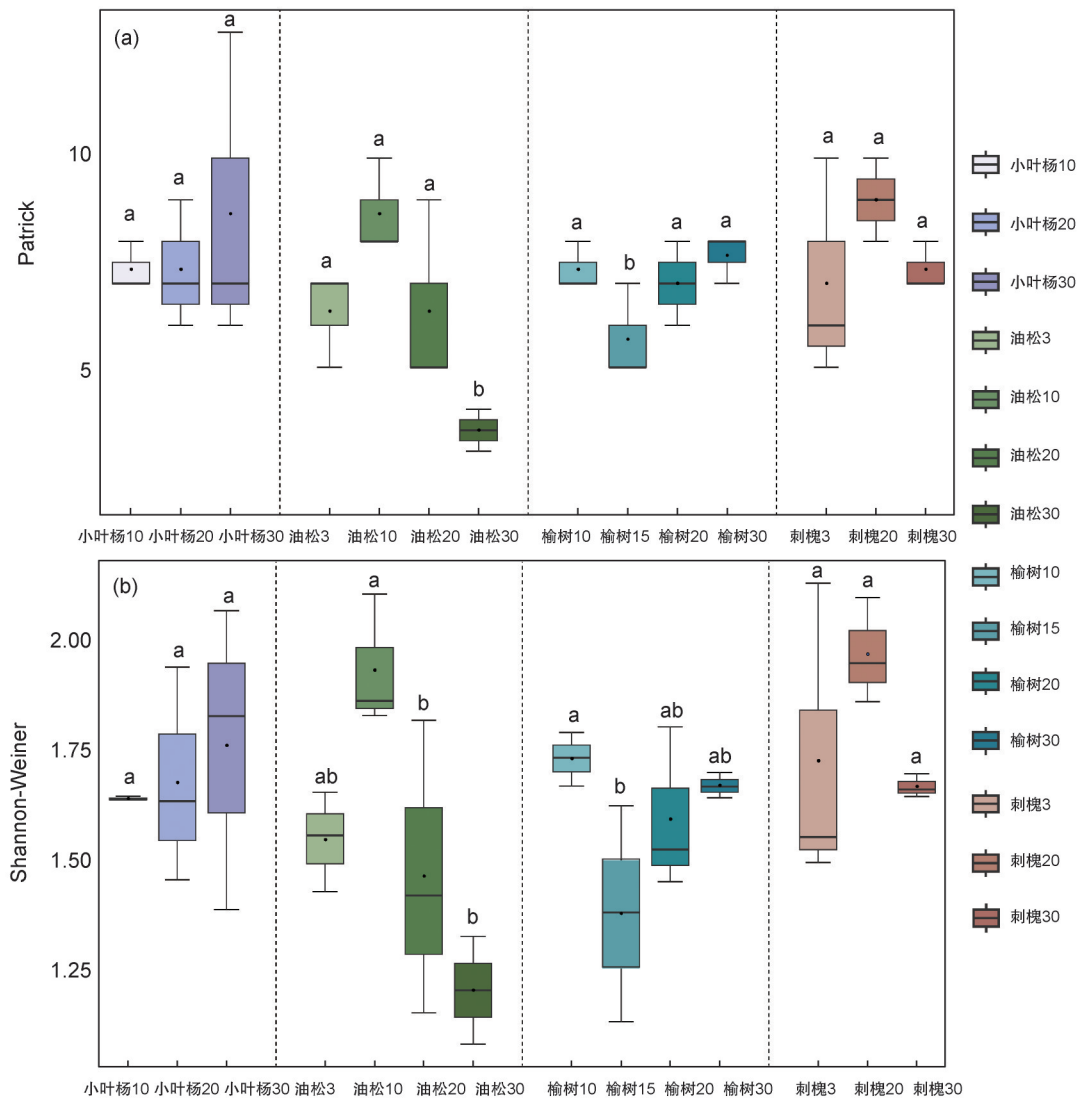 (a)
a
a
a
a
a
a
b
a
b
a
a
a
a
a
10
5
Patrick
小叶杨10 小叶杨20 小叶杨30 油松3 油松10 油松20 油松30 榆树10 榆树15 榆树20 榆树30 刺槐3 刺槐20 刺槐30
(b)
a
a
a
ab
a
b
b
a
b
ab
ab
a
a
a
2.00
1.75
1.50
1.25
Shannon-Weiner
小叶杨10 小叶杨20 小叶杨30 油松3 油松10 油松20 油松30 榆树10 榆树15 榆树20 榆树30 刺槐3 刺槐20 刺槐30
小叶杨10
小叶杨20
小叶杨30
油松3
油松10
油松20
油松30
榆树10
榆树15
榆树20
榆树30
刺槐3
刺槐20
刺槐30